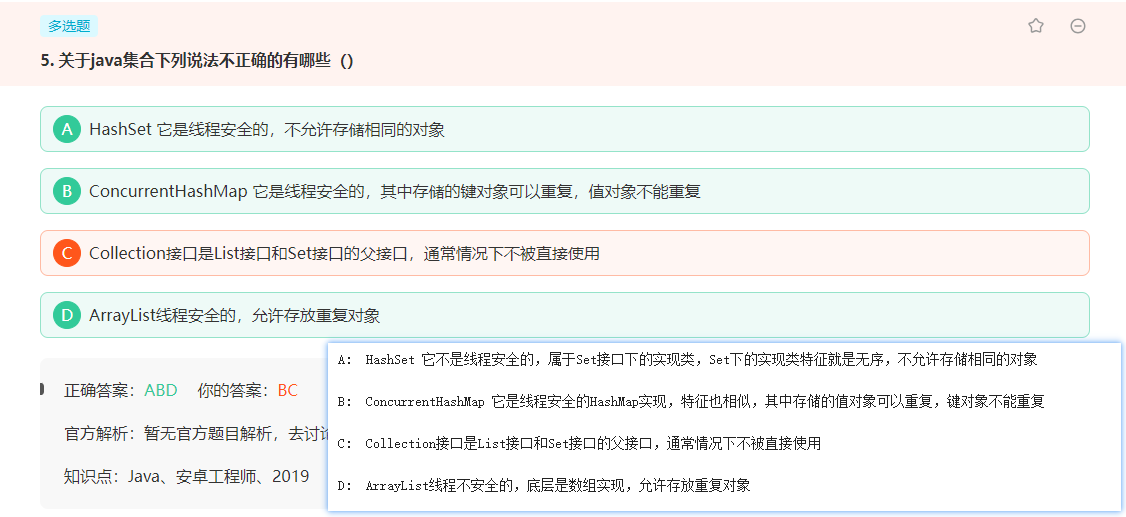 多选题
5. 关于java集合下列说法不正确的有哪些（）
A HashSet 它是线程安全的，不允许存储相同的对象
B ConcurrentHashMap 它是线程安全的，其中存储的键对象可以重复，值对象不能重复
C Collection接口是List接口和Set接口的父接口，通常情况下不被直接使用
D ArrayList线程安全的，允许存放重复对象
正确答案：ABD 你的答案：BC
官方解析：暂无官方题目解析，去讨
知识点：Java、安卓工程师、2019
A: HashSet 它不是线程安全的，属于Set接口下的实现类，Set下的实现类特征就是无序，不允许存储相同的对象
B: ConcurrentHashMap 它是线程安全的HashMap实现，特征也相似，其中存储的值对象可以重复，键对象不能重复
C: Collection接口是List接口和Set接口的父接口，通常情况下不被直接使用
D: ArrayList线程不安全的，底层是数组实现，允许存放重复对象